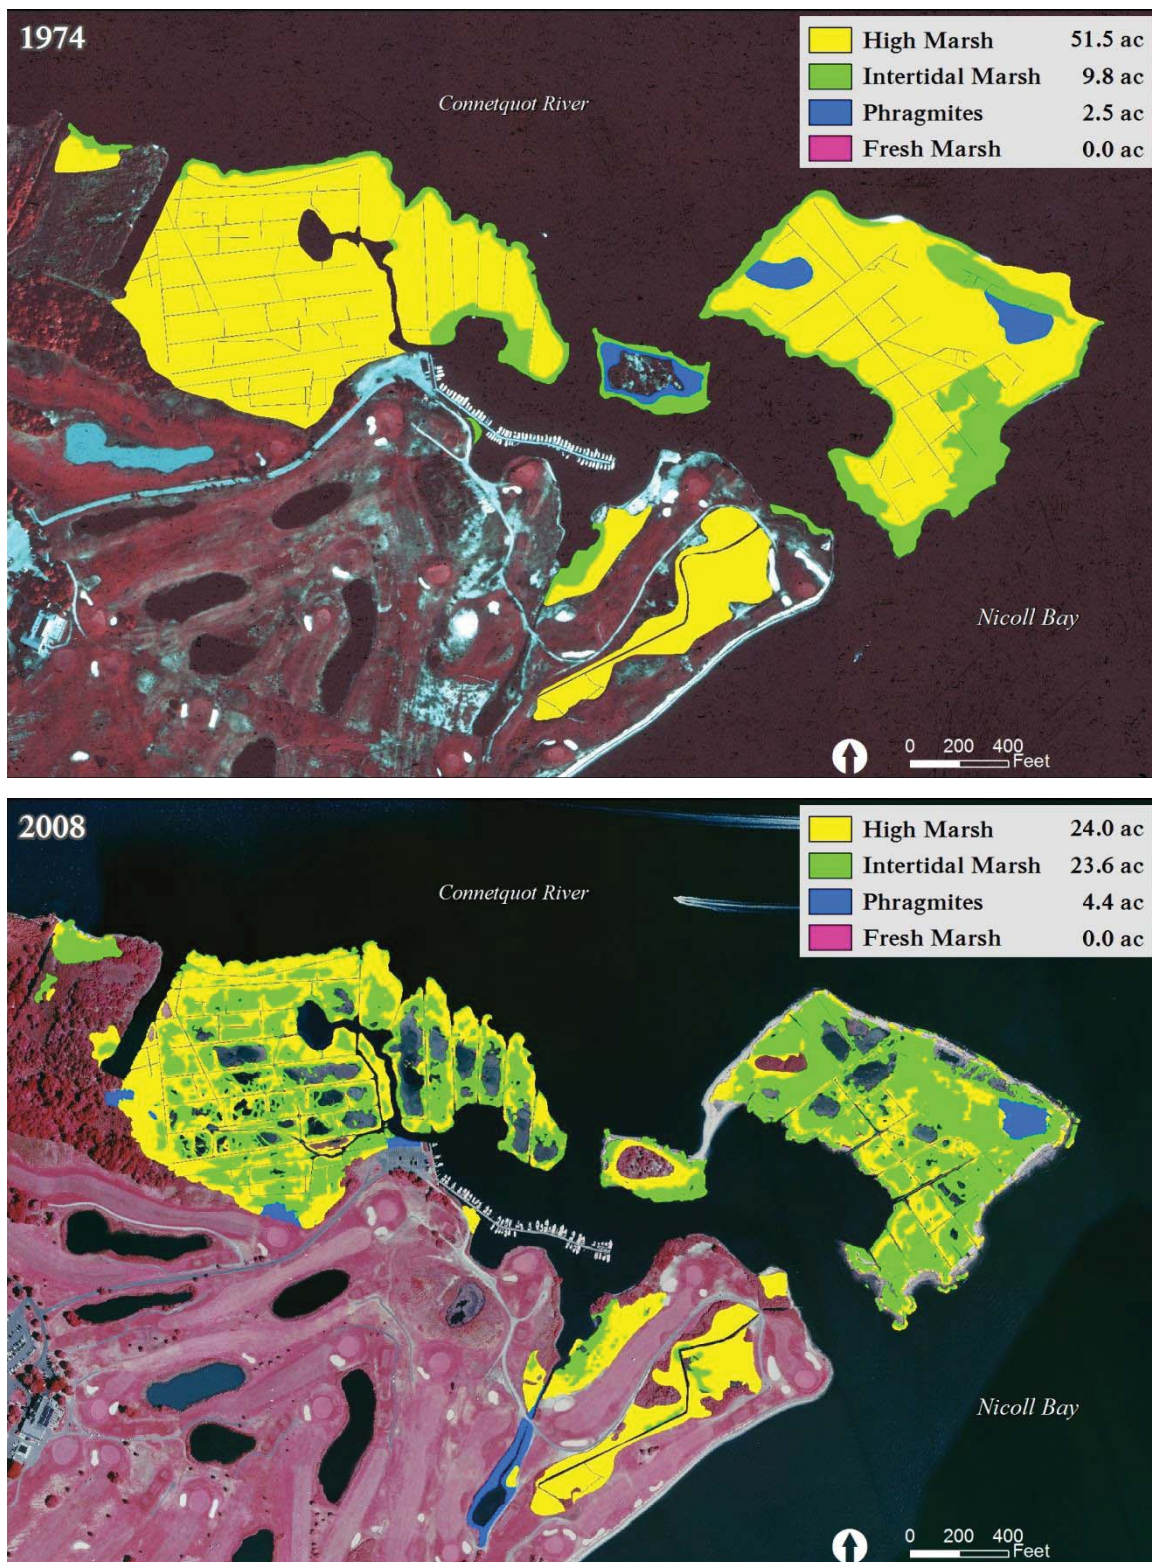 1974
High Marsh 51.5 ac
Intertidal Marsh 9.8 ac
Phragmites 2.5 ac
Fresh Marsh 0.0 ac
Connetquot River
Nicoll Bay
0 200 400
Feet
2008
High Marsh 24.0 ac
Intertidal Marsh 23.6 ac
Phragmites 4.4 ac
Fresh Marsh 0.0 ac
Connetquot River
Nicoll Bay
0 200 400
Feet